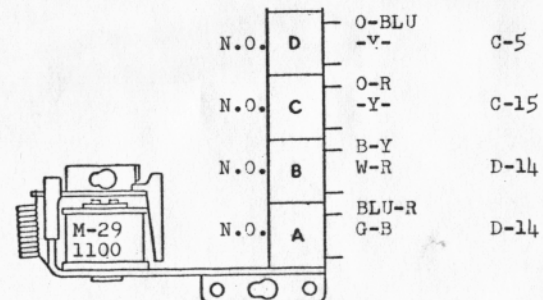 O-BLU
N.O. D -Y- C-5
O-R
N.O. C -Y- C-15
B-Y
N.O. B W-R D-14
BLU-R
N.O. A G-B D-14
M-29
1100